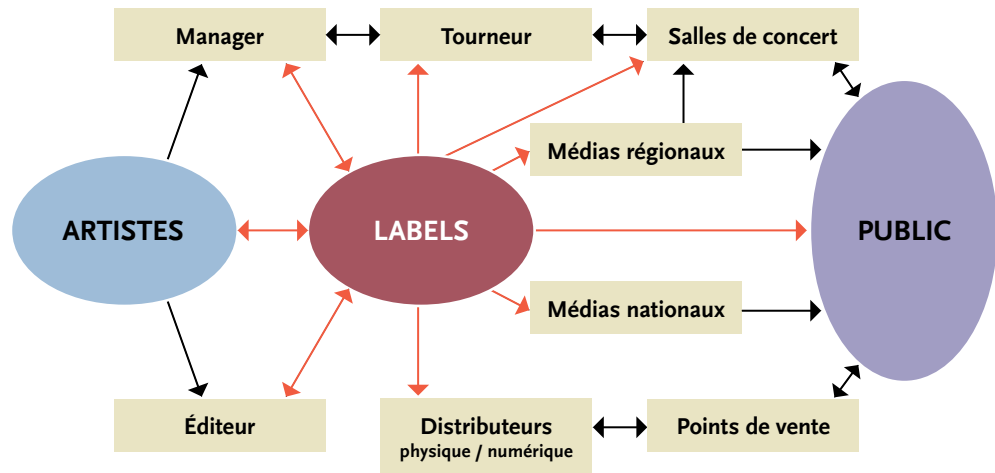 Manager
Tourneur
Salles de concert
Médias régionaux
ARTISTES
LABELS
PUBLIC
Médias nationaux
Éditeur
Distributeurs
physique / numérique
Points de vente